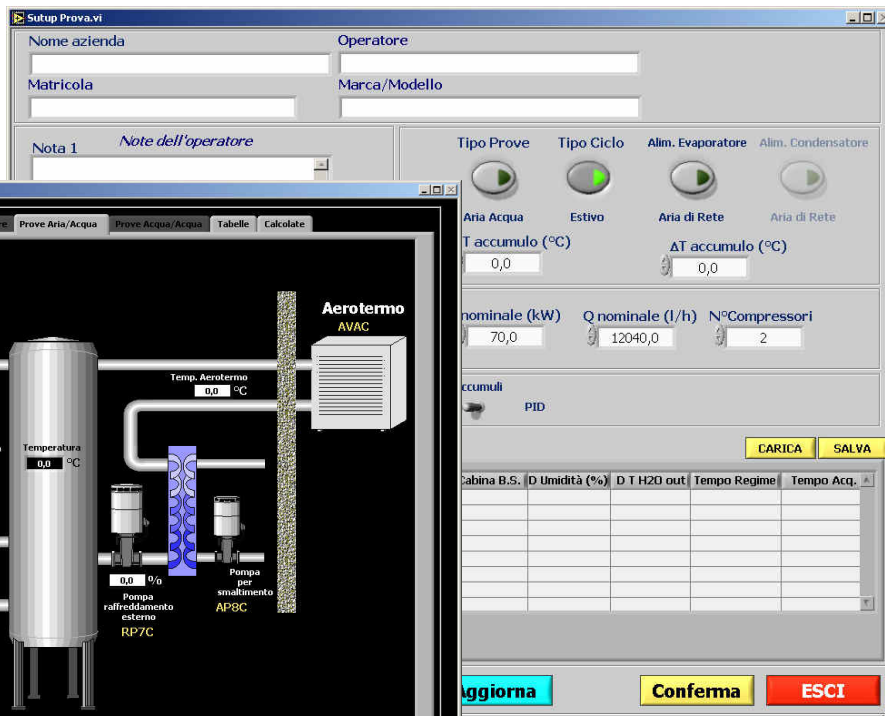 Sutup Prova.vi
Nome azienda
Operatore
Matricola
Marca/Modello
Nota 1
Note dell'operatore
Tipo Prove
Tipo Ciclo
Alim. Evaporatore
Alim. Condensatore
Aria Acqua
Estivo
Aria di Rete
Aria di Rete
T accumulo (°C)
ΔT accumulo (°C)
0,0
0,0
nominale (kW)
Q nominale (l/h)
N°Compressori
70,0
12040,0
2
ccumuli
PID
CARICA
SALVA
Cabina B.S.
D Umidità (%)
D T H2O out
Tempo Regime
Tempo Acq.
Aggiorna
Conferma
ESCI
Prove Aria/Acqua
Prove Acqua/Acqua
Tabelle
Calcolate
Aerotermo
AVAC
Temp. Aerotermo
0,0 °C
Temperatura
0,0 °C
0,0 %
Pompa
raffreddamento
esterno
RP7C
Pompa
per
smaltimento
AP8C